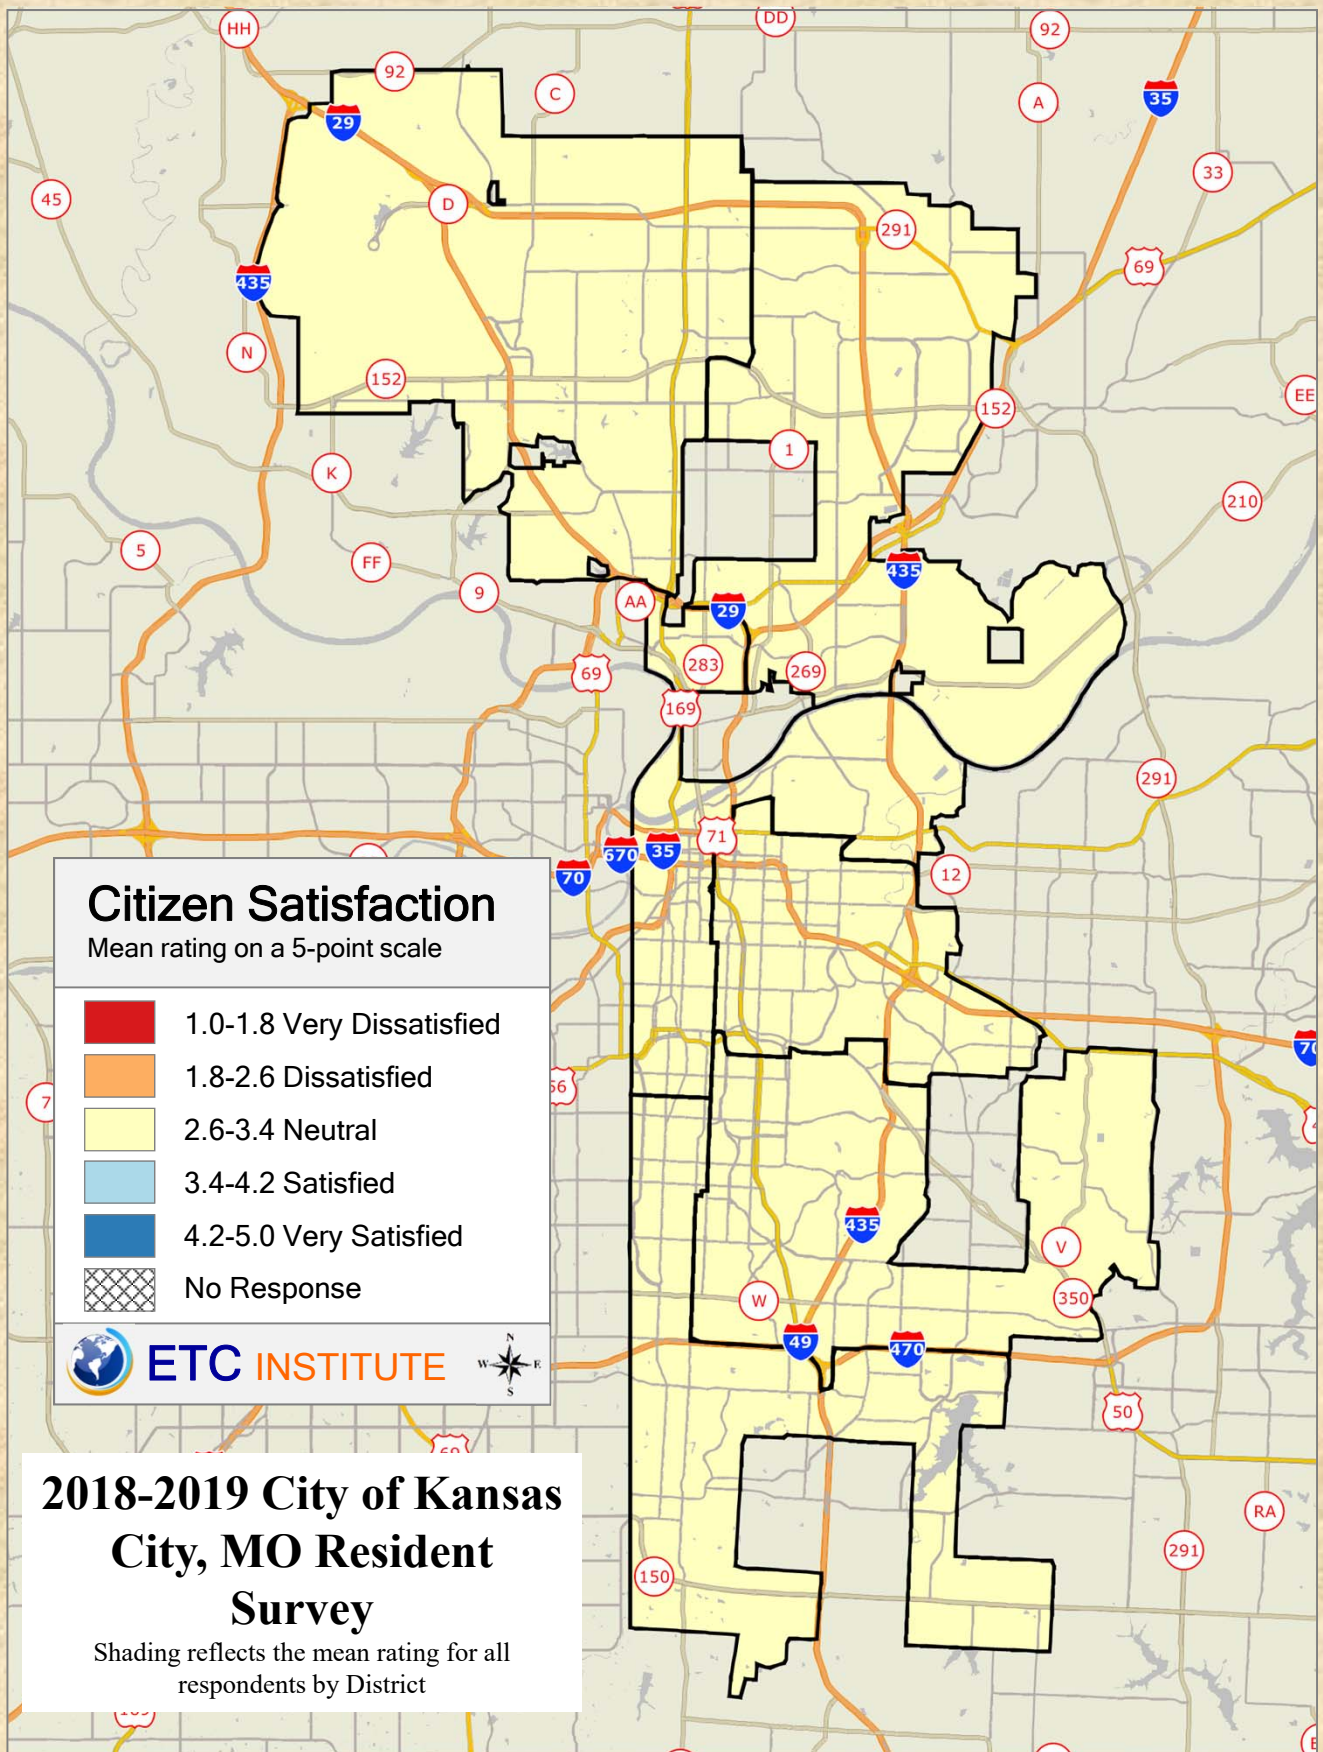 HH
DD
92
92
C
A
35
29
33
45
D
291
69
435
N
152
EE
152
1
K
210
5
FF
435
9
AA
29
283
269
69
169
291
71
670
35
70
12
Citizen Satisfaction
Mean rating on a 5-point scale
1.0-1.8 Very Dissatisfied
1.8-2.6 Dissatisfied
2.6-3.4 Neutral
3.4-4.2 Satisfied
4.2-5.0 Very Satisfied
No Response
ETC INSTITUTE
N
W
E
S
7
70
435
V
W
350
49
470
50
2018-2019 City of Kansas
City, MO Resident
Survey
Shading reflects the mean rating for all
respondents by District
RA
291
150